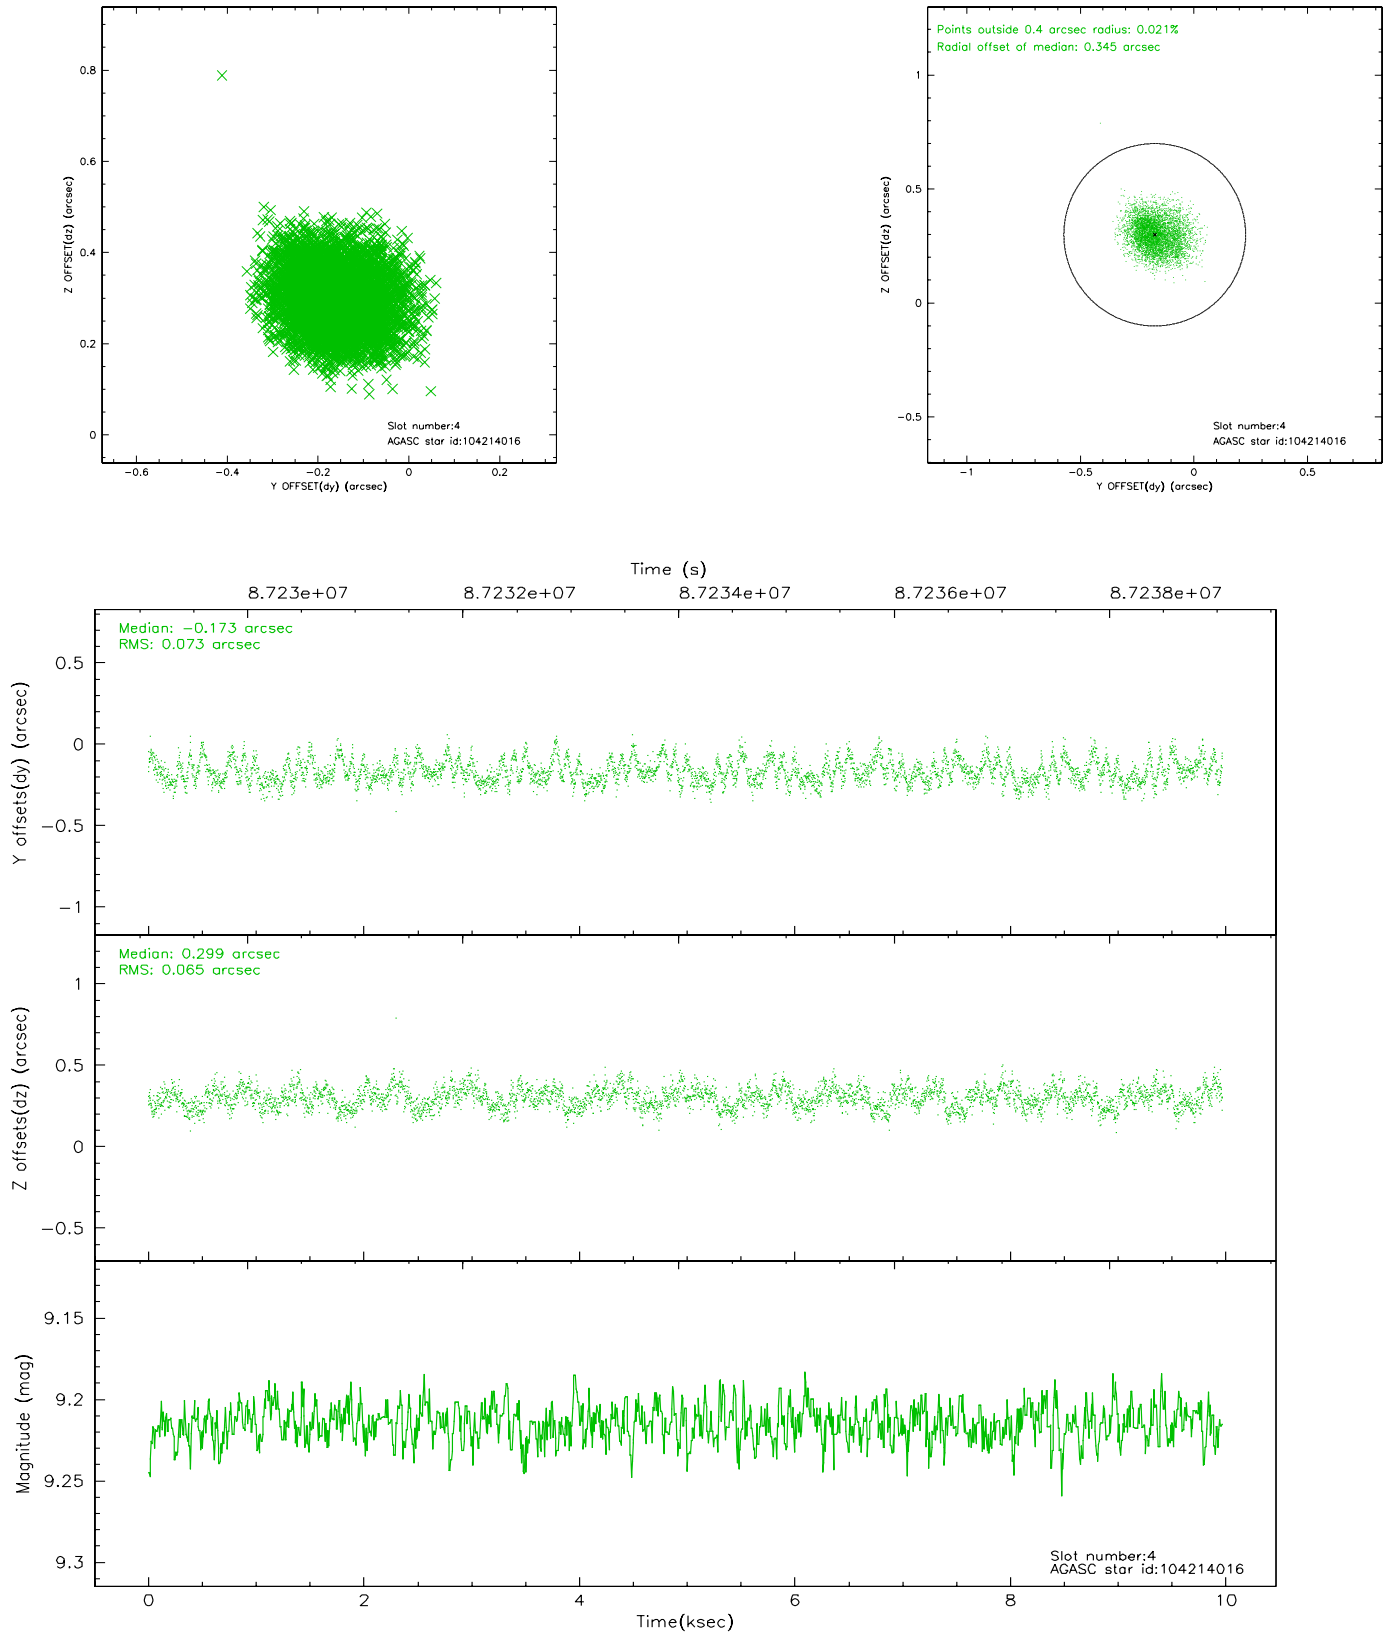 0.8
0.6
0.4
0.2
0
Z OFFSET(dz) (arcsec)
Slot number:4
AGASC star id:104214016
−0.6 −0.4 −0.2 0 0.2
Y OFFSET(dy) (arcsec)
Points outside 0.4 arcsec radius: 0.021%
Radial offset of median: 0.345 arcsec
1
0.5
0
−0.5
Z OFFSET(dz) (arcsec)
Slot number:4
AGASC star id:104214016
−1 −0.5 0 0.5
Y OFFSET(dy) (arcsec)
Time (s)
8.723e+07 8.7232e+07 8.7234e+07 8.7236e+07 8.7238e+07
Median: −0.173 arcsec
RMS: 0.073 arcsec
0.5
0
−0.5
−1
Y offsets(dy) (arcsec)
Median: 0.299 arcsec
RMS: 0.065 arcsec
1
0.5
0
−0.5
Z offsets(dz) (arcsec)
9.15
9.2
9.25
9.3
Magnitude (mag)
Slot number:4
AGASC star id:104214016
0 2 4 6 8 10
Time(ksec)